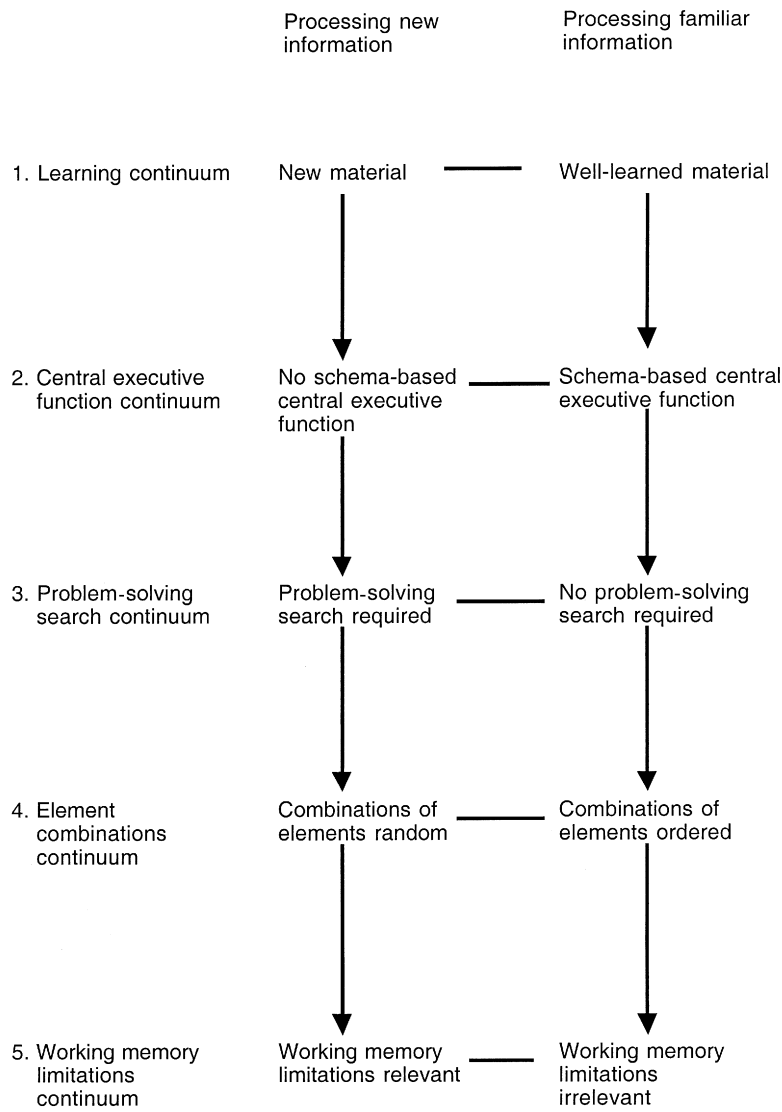 Processing new
information
Processing familiar
information
1. Learning continuum
New material
Well-learned material
2. Central executive
function continuum
No schema-based
central executive
function
Schema-based central
executive function
3. Problem-solving
search continuum
Problem-solving
search required
No problem-solving
search required
4. Element
combinations
continuum
Combinations of
elements random
Combinations of
elements ordered
5. Working memory
limitations
continuum
Working memory
limitations relevant
Working memory
limitations
irrelevant